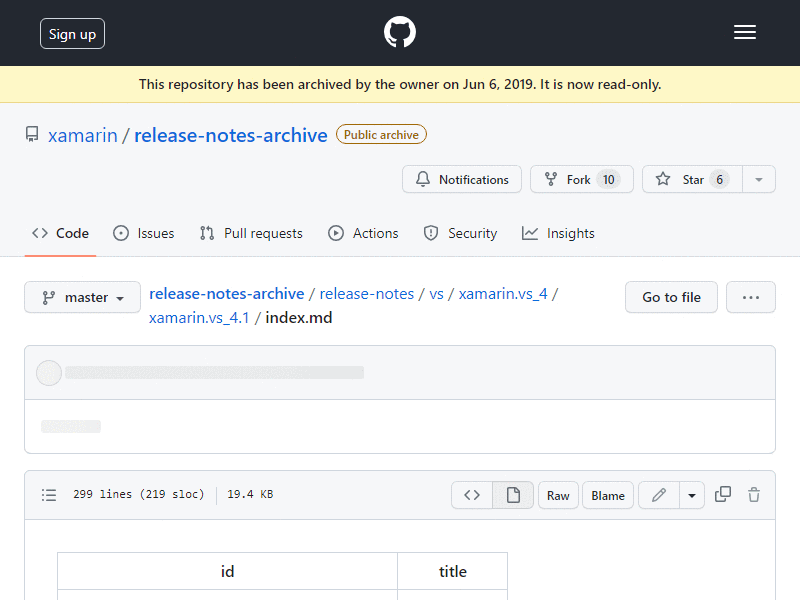 Sign up
This repository has been archived by the owner on Jun 6, 2019. It is now read-only.
xamarin / release-notes-archive Public archive
Notifications Fork 10 Star 6
Code Issues Pull requests Actions Security Insights
master release-notes-archive / release-notes / vs / xamarin.vs_4 / Go to file
xamarin.vs_4.1 / index.md
299 lines (219 sloc) 19.4 KB Raw Blame
id title